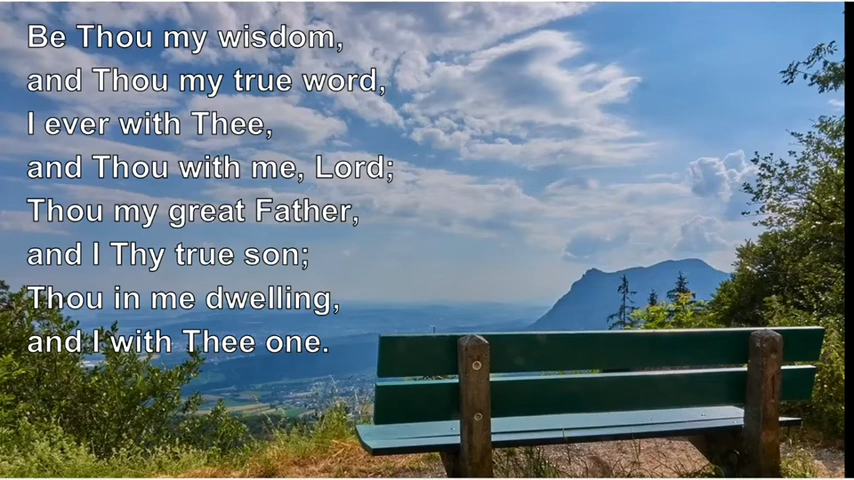 Be Thou my wisdom,
and Thou my true word,
I ever with Thee,
and Thou with me, Lord;
Thou my great Father,
and I Thy true son;
Thou in me dwelling,
and I with Thee one.